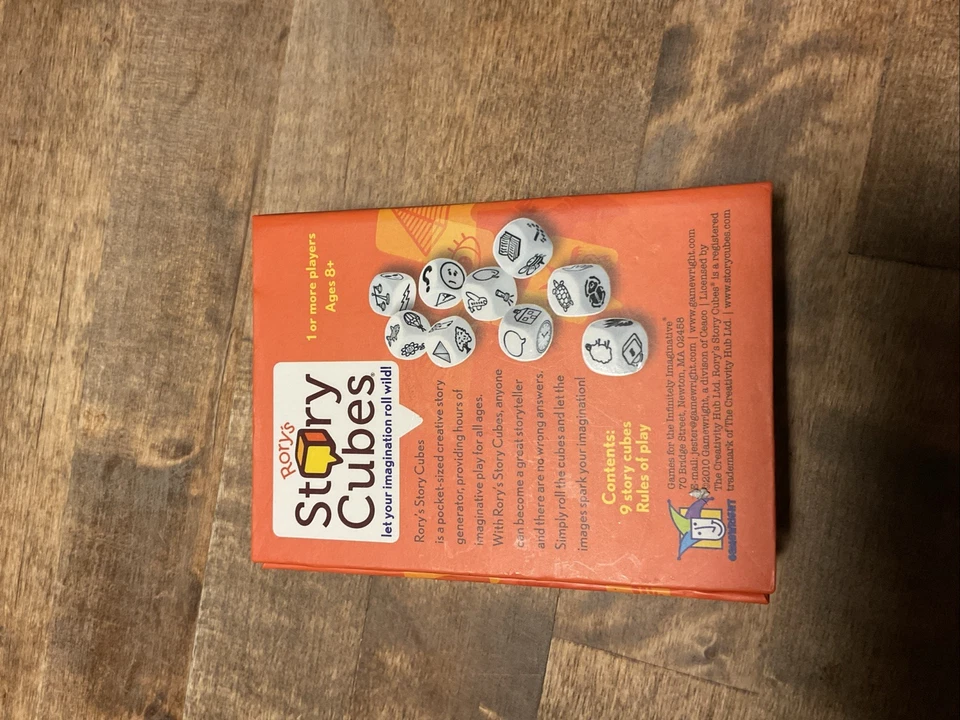 Rory's
Story
Cubes®
let your imagination roll wild!
1 or more players
Ages 8+
Rory's Story Cubes
is a pocket-sized creative story
generator, providing hours of
imaginative play for all ages.
With Rory's Story Cubes, anyone
can become a great storyteller
and there are no wrong answers.
Simply roll the cubes and let the
images spark your imagination!
Contents:
9 story cubes
Rules of play
GAMEWRIGHT
Games for the Infinitely Imaginative®
70 Bridge Street, Newton, MA 02458
E-mail: jester@gamewright.com | www.gamewright.com
©2010 Gamewright, a divison of Ceaco | Licensed by
The Creativity Hub Ltd. Rory's Story Cubes® is a registered
trademark of The Creativity Hub Ltd. | www.storycubes.com